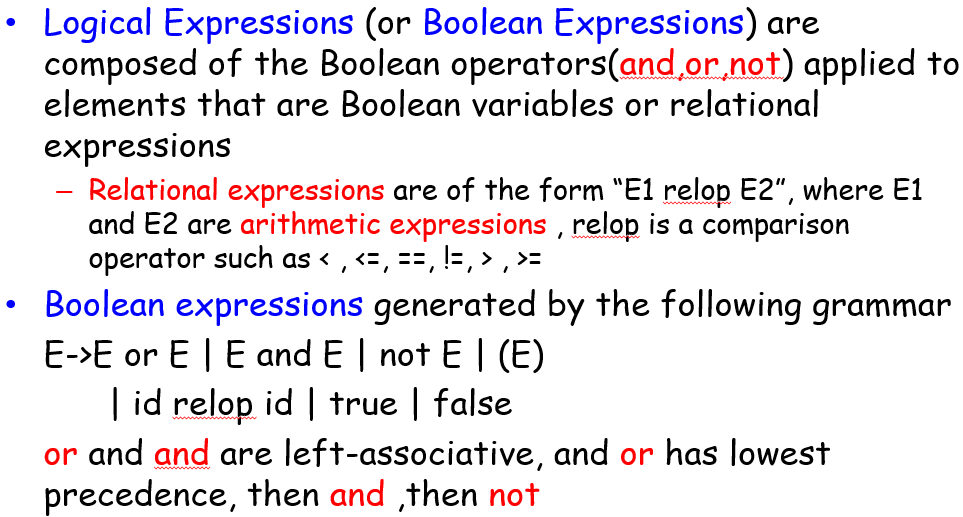 • Logical Expressions (or Boolean Expressions) are
composed of the Boolean operators(and,or,not) applied to
elements that are Boolean variables or relational
expressions
– Relational expressions are of the form “E1 relop E2”, where E1
and E2 are arithmetic expressions , relop is a comparison
operator such as < , <=, ==, !=, > , >=
• Boolean expressions generated by the following grammar
E->E or E | E and E | not E | (E)
| id relop id | true | false
or and and are left-associative, and or has lowest
precedence, then and ,then not